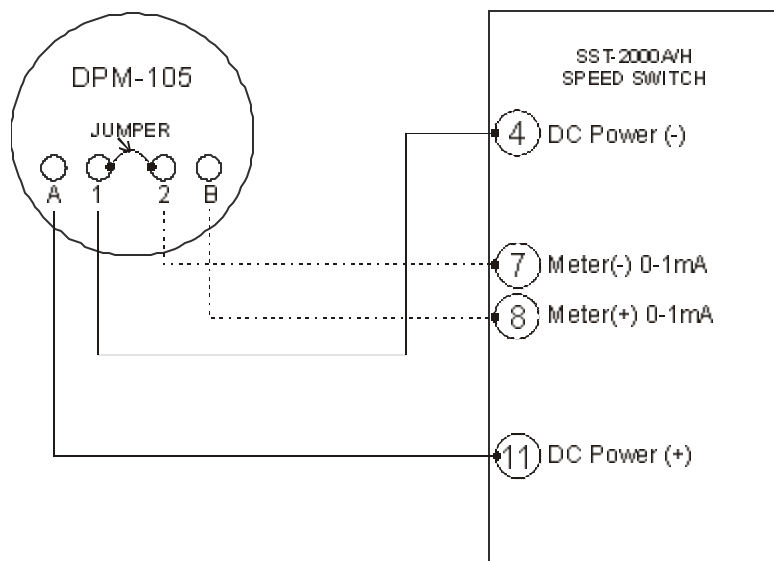 DPM-105
JUMPER
A 1 2 B
SST-2000A/H
SPEED SWITCH
4 DC Power (-)
7 Meter(-) 0-1mA
8 Meter(+) 0-1mA
11 DC Power (+)